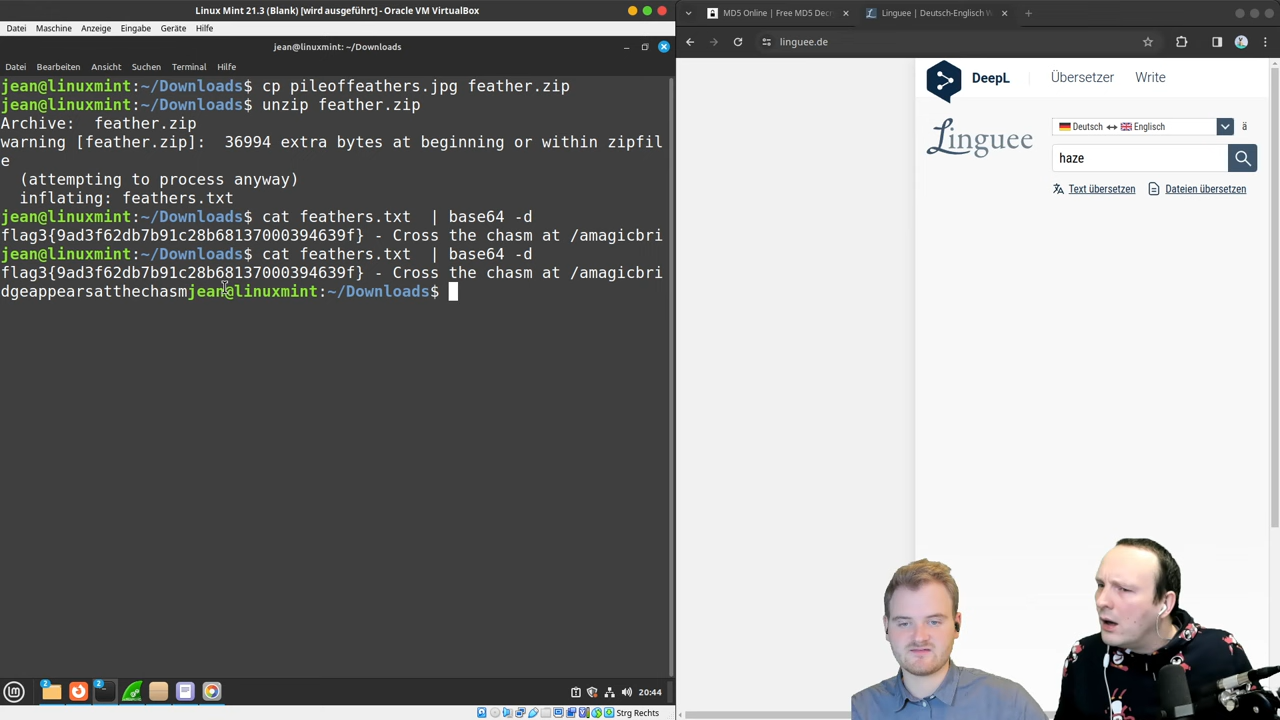 Linux Mint 21.3 (Blank) [wird ausgeführt] - Oracle VM VirtualBox
Datei Maschine Anzeige Eingabe Geräte Hilfe
jean@linuxmint: ~/Downloads
Datei Bearbeiten Ansicht Suchen Terminal Hilfe
jean@linuxmint:~/Downloads$ cp pileoffeathers.jpg feather.zip
jean@linuxmint:~/Downloads$ unzip feather.zip
Archive:  feather.zip
warning [feather.zip]:  36994 extra bytes at beginning or within zipfil
e
  (attempting to process anyway)
  inflating: feathers.txt
jean@linuxmint:~/Downloads$ cat feathers.txt  | base64 -d
flag3{9ad3f62db7b91c28b68137000394639f} - Cross the chasm at /amagicbri
jean@linuxmint:~/Downloads$ cat feathers.txt  | base64 -d
flag3{9ad3f62db7b91c28b68137000394639f} - Cross the chasm at /amagicbri
dgeappearsatthechasmjean@linuxmint:~/Downloads$
2
2
20:44
Strg Rechts
MD5 Online | Free MD5 Decr
Linguee | Deutsch-Englisch W
linguee.de
DeepL
Übersetzer
Write
Linguee
Deutsch ↔ Englisch
ä
haze
Text übersetzen
Dateien übersetzen